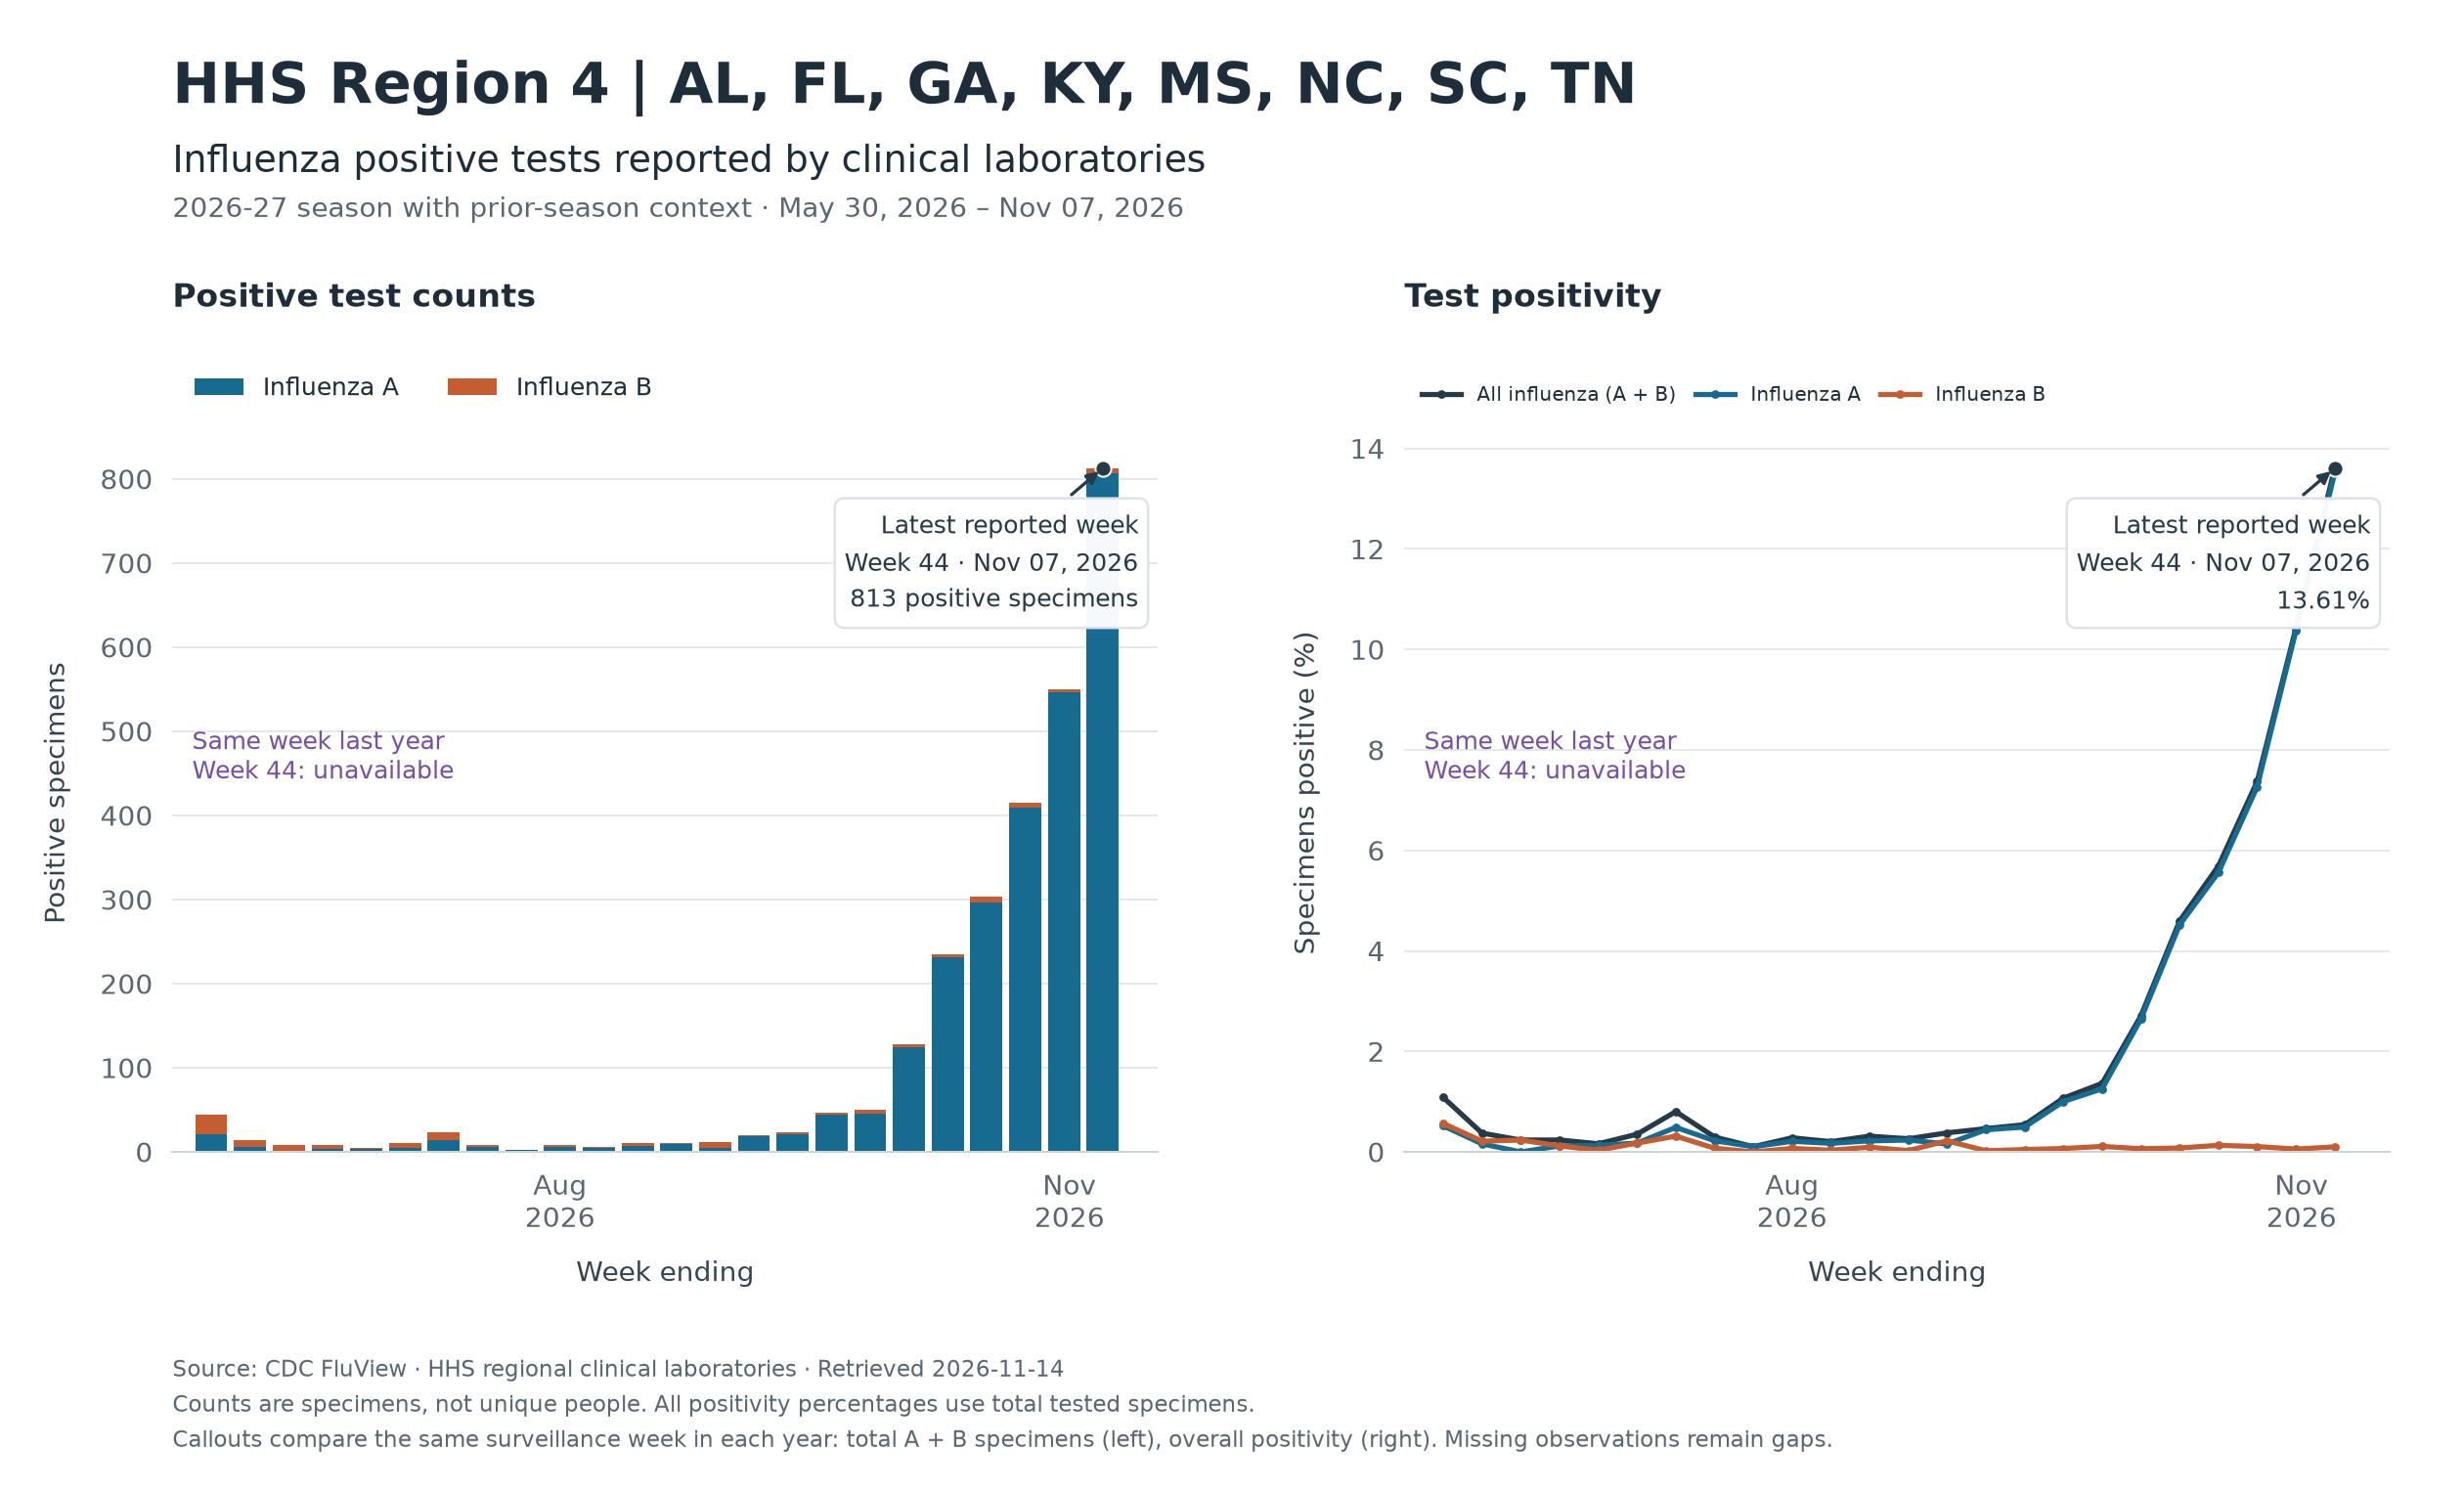 HHS Region 4 | AL, FL, GA, KY, MS, NC, SC, TN
Influenza positive tests reported by clinical laboratories
2026-27 season with prior-season context · May 30, 2026 – Nov 07, 2026
Positive test counts
Influenza A
Influenza B
800
700
600
500
400
300
200
100
0
Positive specimens
Latest reported week
Week 44 · Nov 07, 2026
813 positive specimens
Same week last year
Week 44: unavailable
Aug
2026
Nov
2026
Week ending
Test positivity
All influenza (A + B)
Influenza A
Influenza B
14
12
10
8
6
4
2
0
Specimens positive (%)
Latest reported week
Week 44 · Nov 07, 2026
13.61%
Same week last year
Week 44: unavailable
Aug
2026
Nov
2026
Week ending
Source: CDC FluView · HHS regional clinical laboratories · Retrieved 2026-11-14
Counts are specimens, not unique people. All positivity percentages use total tested specimens.
Callouts compare the same surveillance week in each year: total A + B specimens (left), overall positivity (right). Missing observations remain gaps.